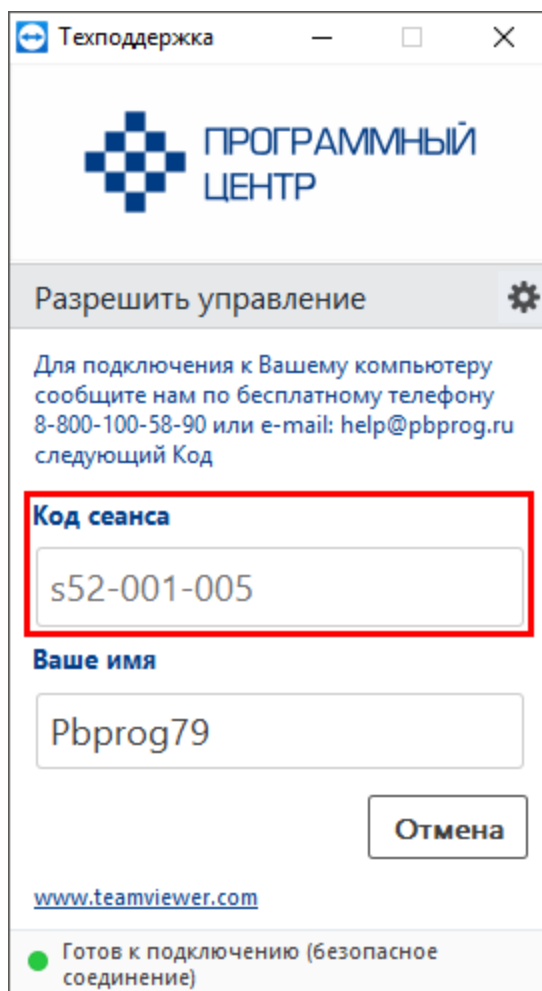 Техподдержка
ПРОГРАММНЫЙ
ЦЕНТР
Разрешить управление
Для подключения к Вашему компьютеру
сообщите нам по бесплатному телефону
8-800-100-58-90 или e-mail: help@pbprog.ru
следующий Код
Код сеанса
s52-001-005
Ваше имя
Pbprog79
Отмена
www.teamviewer.com
Готов к подключению (безопасное
соединение)